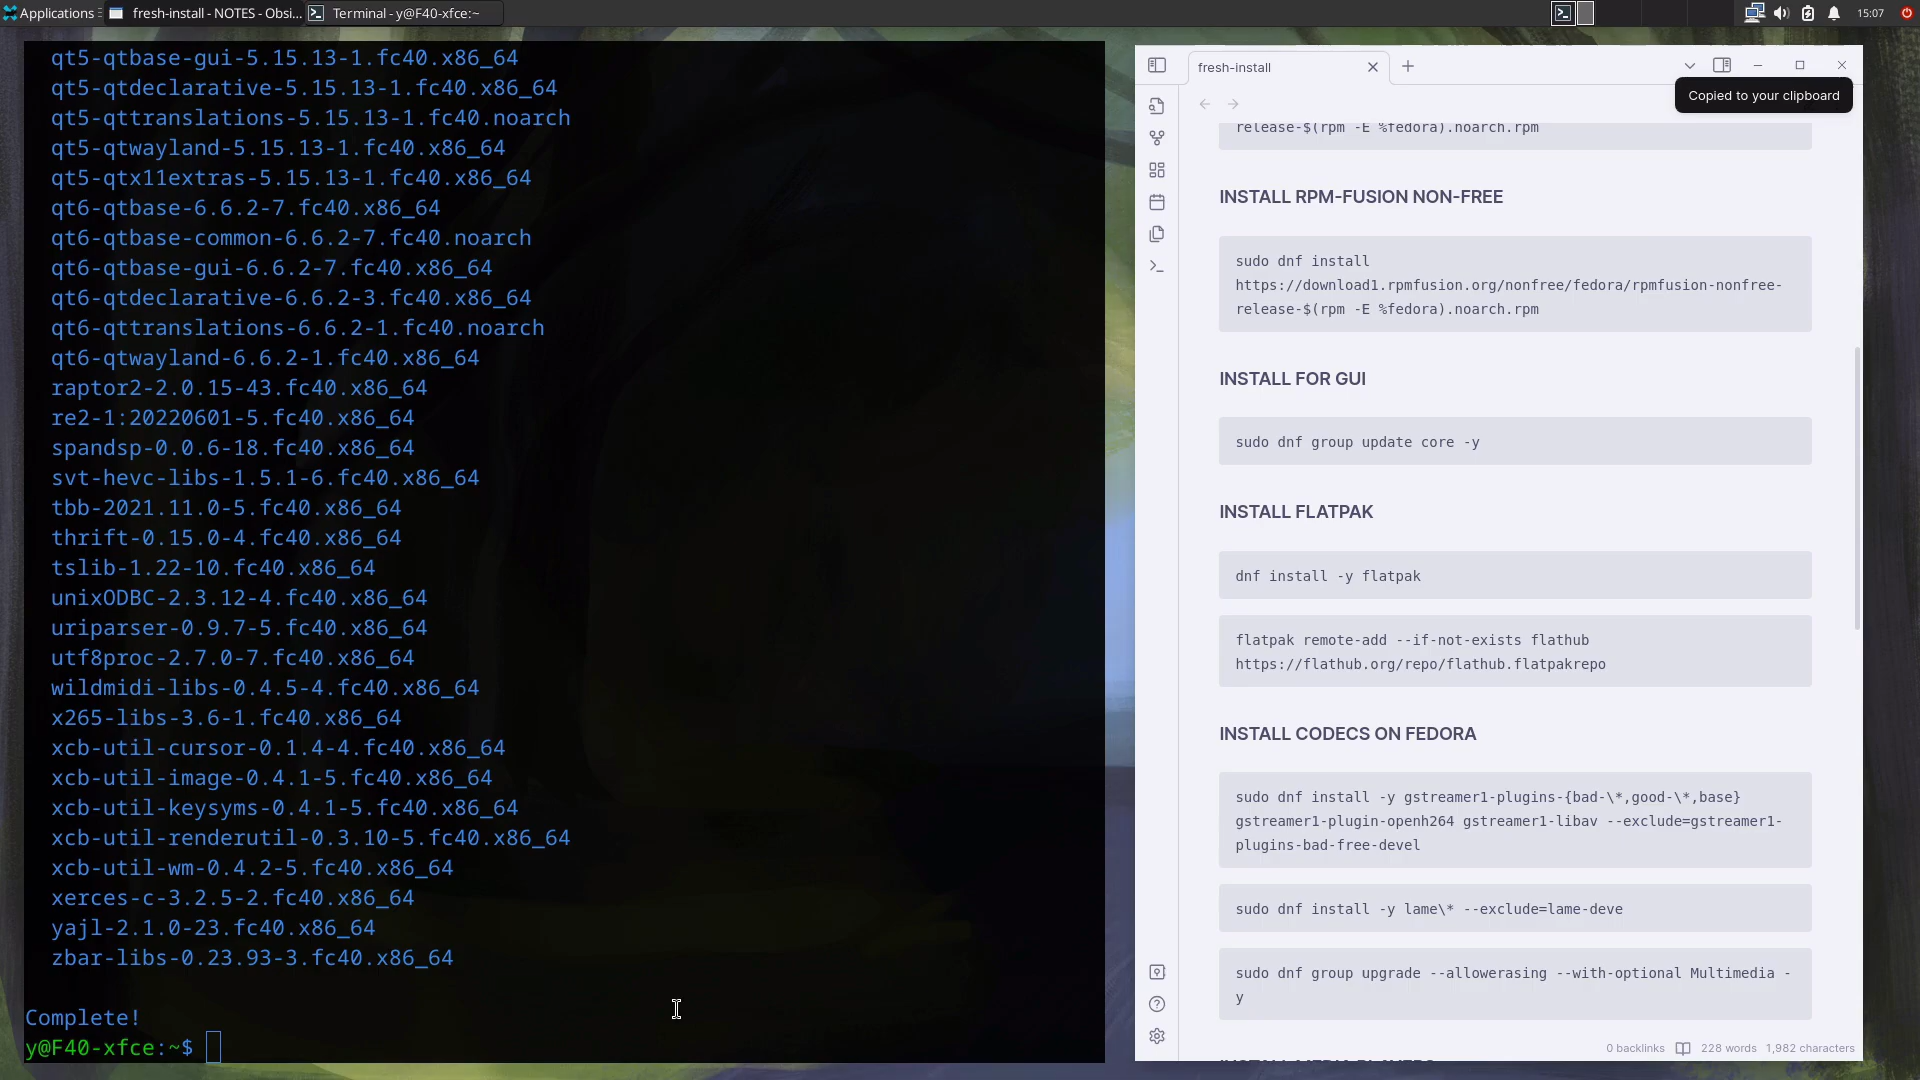 Applications
fresh-install - NOTES - Obsi...
Terminal - y@F40-xfce:~
15:07
qt5-qtbase-gui-5.15.13-1.fc40.x86_64
qt5-qtdeclarative-5.15.13-1.fc40.x86_64
qt5-qttranslations-5.15.13-1.fc40.noarch
qt5-qtwayland-5.15.13-1.fc40.x86_64
qt5-qtx11extras-5.15.13-1.fc40.x86_64
qt6-qtbase-6.6.2-7.fc40.x86_64
qt6-qtbase-common-6.6.2-7.fc40.noarch
qt6-qtbase-gui-6.6.2-7.fc40.x86_64
qt6-qtdeclarative-6.6.2-3.fc40.x86_64
qt6-qttranslations-6.6.2-1.fc40.noarch
qt6-qtwayland-6.6.2-1.fc40.x86_64
raptor2-2.0.15-43.fc40.x86_64
re2-1:20220601-5.fc40.x86_64
spandsp-0.0.6-18.fc40.x86_64
svt-hevc-libs-1.5.1-6.fc40.x86_64
tbb-2021.11.0-5.fc40.x86_64
thrift-0.15.0-4.fc40.x86_64
tslib-1.22-10.fc40.x86_64
unixODBC-2.3.12-4.fc40.x86_64
uriparser-0.9.7-5.fc40.x86_64
utf8proc-2.7.0-7.fc40.x86_64
wildmidi-libs-0.4.5-4.fc40.x86_64
x265-libs-3.6-1.fc40.x86_64
xcb-util-cursor-0.1.4-4.fc40.x86_64
xcb-util-image-0.4.1-5.fc40.x86_64
xcb-util-keysyms-0.4.1-5.fc40.x86_64
xcb-util-renderutil-0.3.10-5.fc40.x86_64
xcb-util-wm-0.4.2-5.fc40.x86_64
xerces-c-3.2.5-2.fc40.x86_64
yajl-2.1.0-23.fc40.x86_64
zbar-libs-0.23.93-3.fc40.x86_64
Complete!
y@F40-xfce:~$
fresh-install
Copied to your clipboard
release-$(rpm -E %fedora).noarch.rpm
INSTALL RPM-FUSION NON-FREE
sudo dnf install
https://download1.rpmfusion.org/nonfree/fedora/rpmfusion-nonfree-
release-$(rpm -E %fedora).noarch.rpm
INSTALL FOR GUI
sudo dnf group update core -y
INSTALL FLATPAK
dnf install -y flatpak
flatpak remote-add --if-not-exists flathub
https://flathub.org/repo/flathub.flatpakrepo
INSTALL CODECS ON FEDORA
sudo dnf install -y gstreamer1-plugins-{bad-\*,good-\*,base}
gstreamer1-plugin-openh264 gstreamer1-libav --exclude=gstreamer1-
plugins-bad-free-devel
sudo dnf install -y lame\* --exclude=lame-deve
sudo dnf group upgrade --allowerasing --with-optional Multimedia -
y
0 backlinks
228 words
1,982 characters